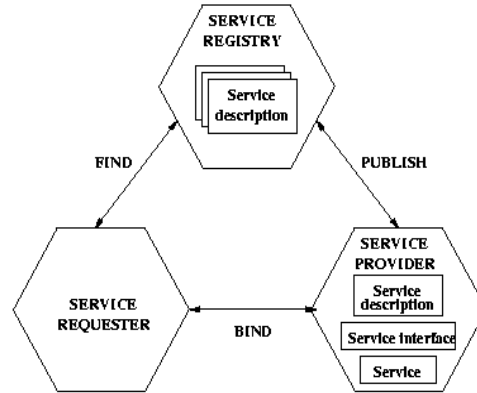 SERVICE
REGISTRY
Service
description
FIND
PUBLISH
SERVICE
REQUESTER
BIND
SERVICE
PROVIDER
Service
description
Service interface
Service